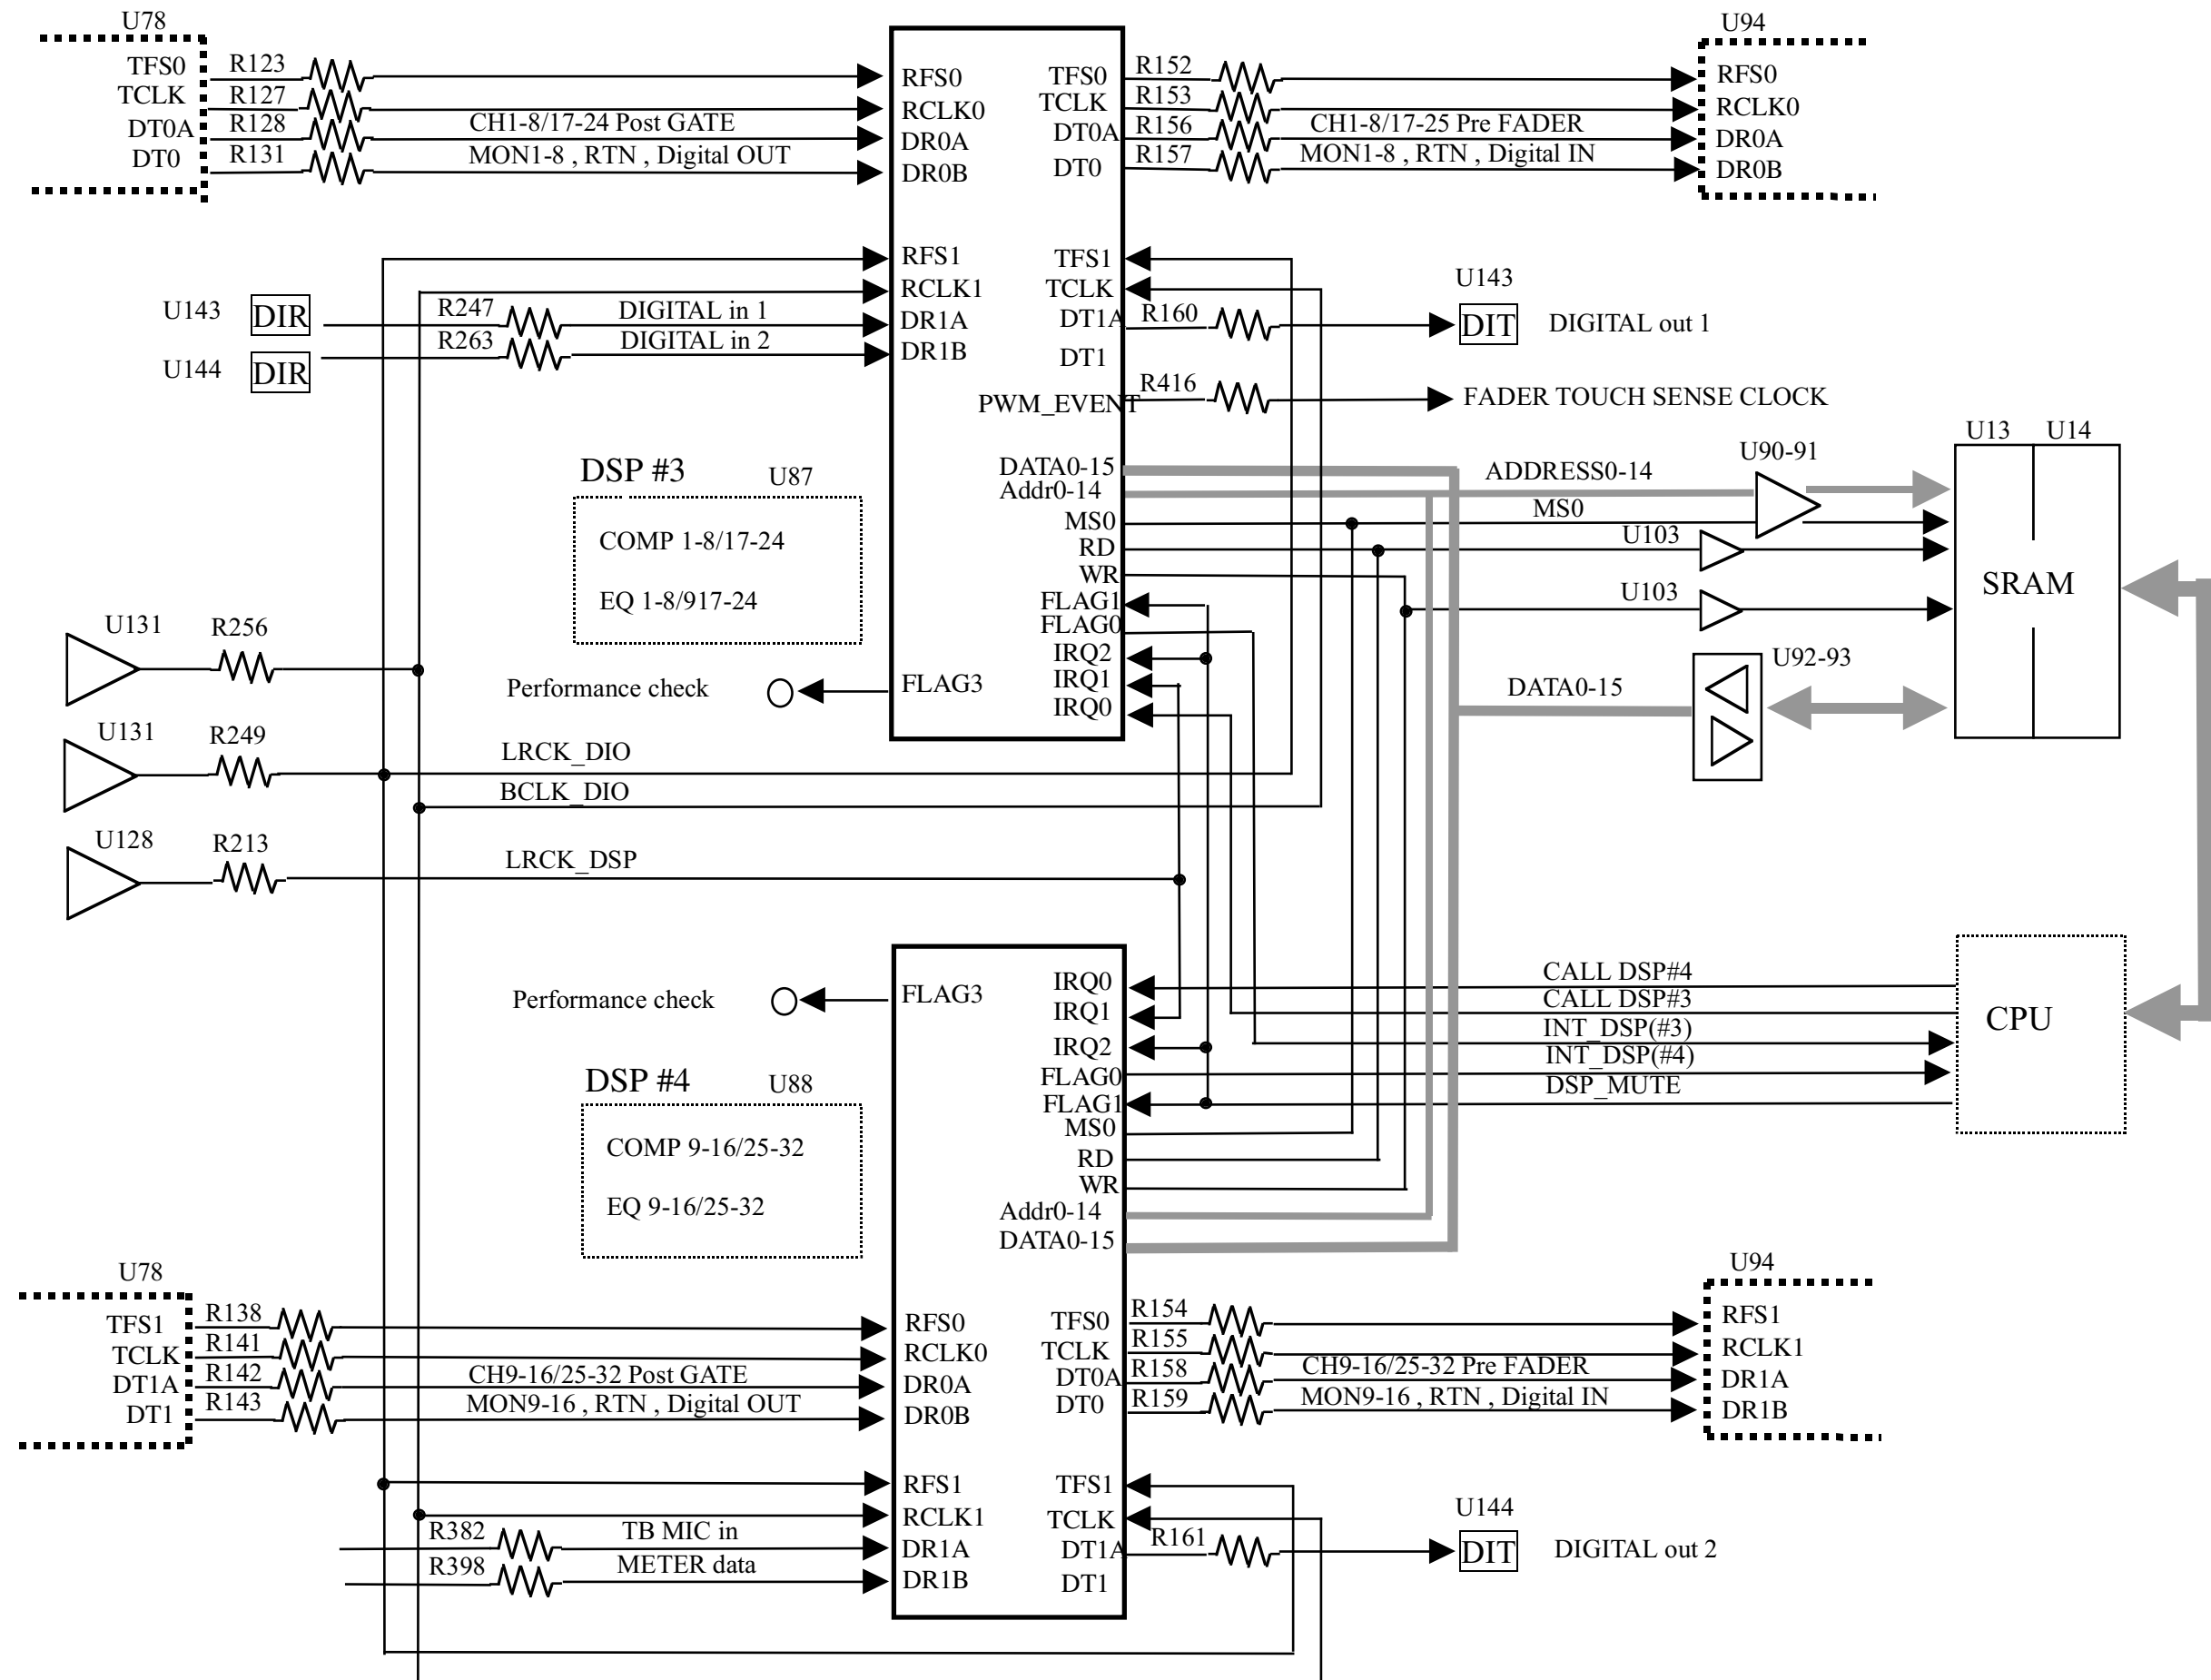 U78
TFS0
TCLK
DT0A
DT0
R123
R127
R128
R131
CH1-8/17-24 Post GATE
MON1-8 , RTN , Digital OUT
RFS0
RCLK0
DR0A
DR0B
TFS0
TCLK
DT0A
DT0
R152
R153
R156
R157
CH1-8/17-25 Pre FADER
MON1-8 , RTN , Digital IN
U94
RFS0
RCLK0
DR0A
DR0B
RFS1
RCLK1
DR1A
DR1B
U143
DIR
R247
DIGITAL in 1
U144
DIR
R263
DIGITAL in 2
TFS1
TCLK
DT1A
DT1
R160
U143
DIT
DIGITAL out 1
PWM_EVENT
R416
FADER TOUCH SENSE CLOCK
DSP #3
U87
COMP 1-8/17-24
EQ 1-8/917-24
DATA0-15
Addr0-14
MS0
RD
WR
FLAG1
FLAG0
IRQ2
IRQ1
IRQ0
ADDRESS0-14
MS0
U90-91
U103
U103
U13
U14
SRAM
U92-93
DATA0-15
Performance check
FLAG3
U131
R256
U131
R249
LRCK_DIO
BCLK_DIO
U128
R213
LRCK_DSP
Performance check
FLAG3
IRQ0
IRQ1
IRQ2
FLAG0
FLAG1
MS0
RD
WR
Addr0-14
DATA0-15
CALL DSP#4
CALL DSP#3
INT_DSP(#3)
INT_DSP(#4)
DSP_MUTE
CPU
DSP #4
U88
COMP 9-16/25-32
EQ 9-16/25-32
U78
TFS1
TCLK
DT1A
DT1
R138
R141
R142
R143
CH9-16/25-32 Post GATE
MON9-16 , RTN , Digital OUT
RFS0
RCLK0
DR0A
DR0B
TFS0
TCLK
DT0A
DT0
R154
R155
R158
R159
CH9-16/25-32 Pre FADER
MON9-16 , RTN , Digital IN
U94
RFS1
RCLK1
DR1A
DR1B
RFS1
RCLK1
DR1A
DR1B
R382
TB MIC in
R398
METER data
TFS1
TCLK
DT1A
DT1
R161
U144
DIT
DIGITAL out 2